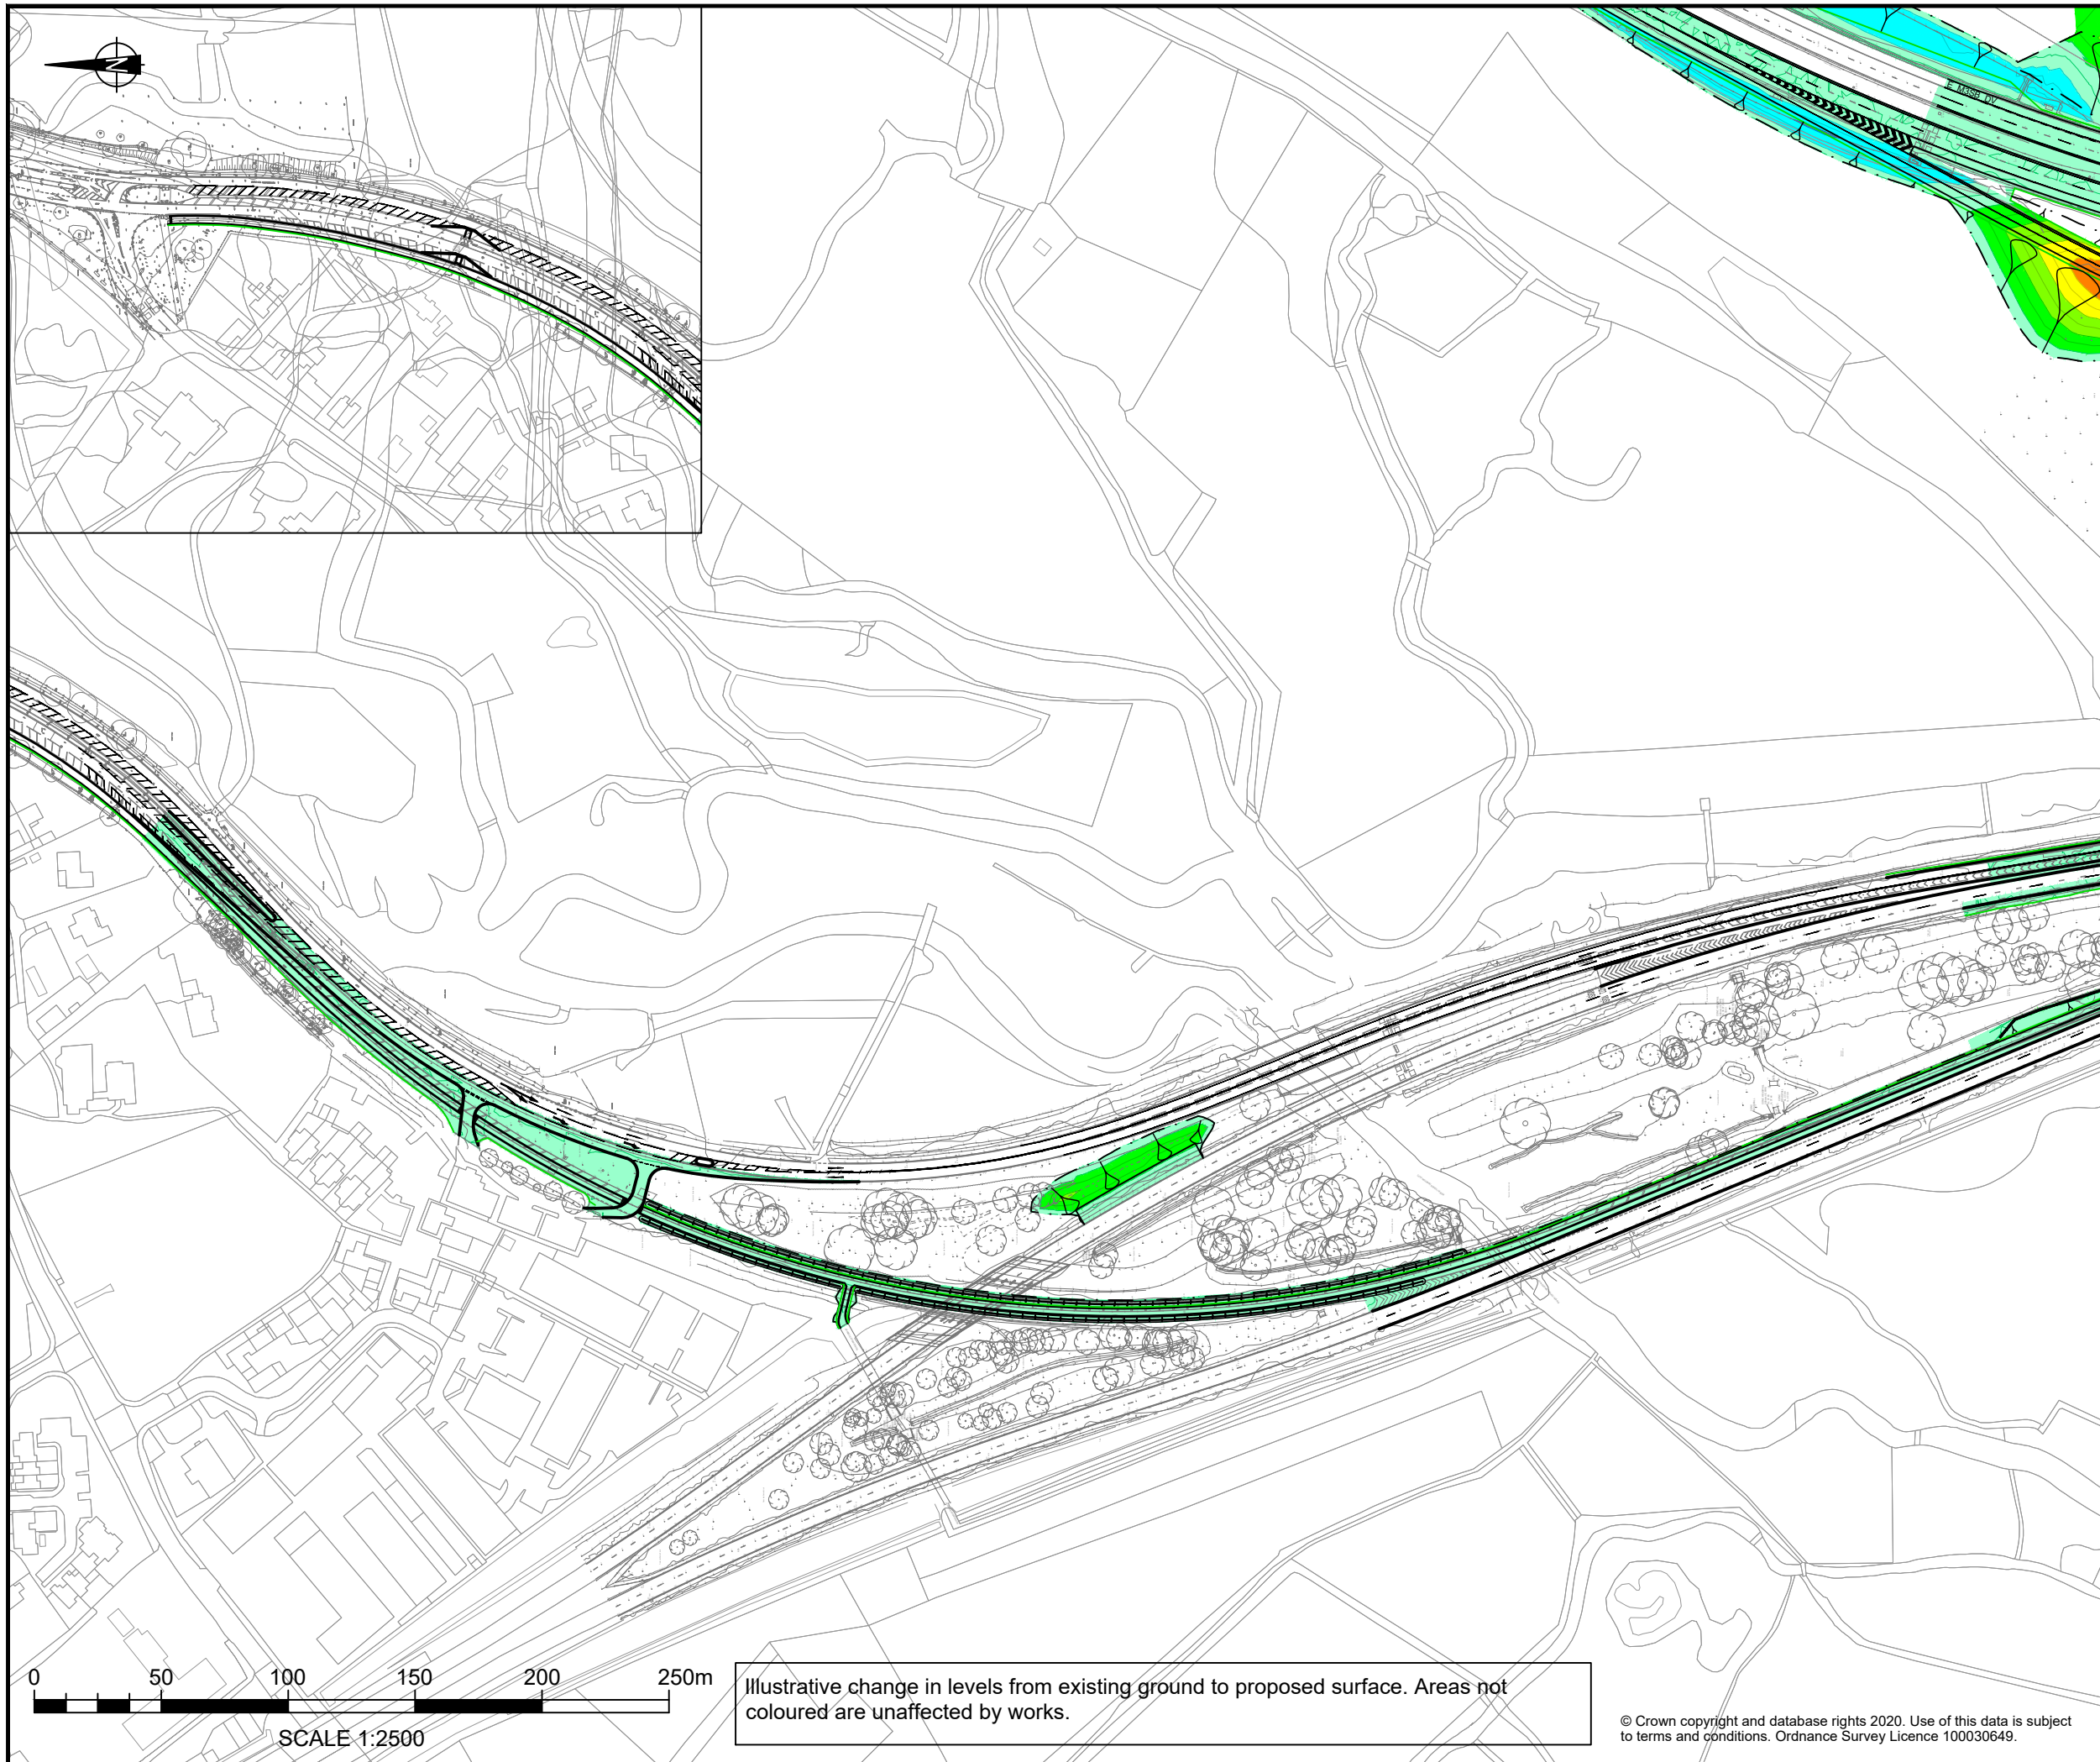 N
E_M3SB_DV
0 50 100 150 200 250m
SCALE 1:2500
Illustrative change in levels from existing ground to proposed surface. Areas not
coloured are unaffected by works.
© Crown copyright and database rights 2020. Use of this data is subject
to terms and conditions. Ordnance Survey Licence 100030649.